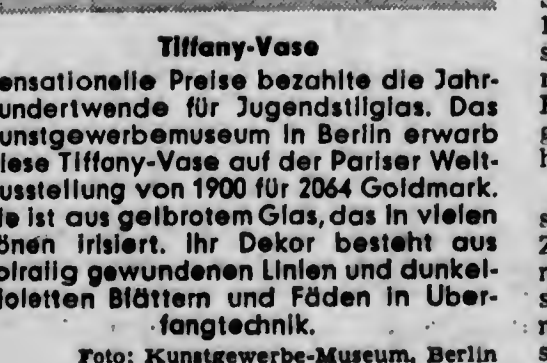 Tiffany-Vase
ensationelle Preise bezahlte die Jahr-
undertwende für Jugendstilglas. Das
unstgewerbemuseum in Berlin erwarb
iese Tiffany-Vase auf der Pariser Welt-
usstellung von 1900 für 2064 Goldmark.
ie ist aus gelbrotem Glas, das in vielen
önen irisiert. Ihr Dekor besteht aus
piralig gewundenen Linien und dunkel-
ioletten Blättern und Fäden in Über-
fangtechnik.
Foto: Kunstgewerbe-Museum, Berlin